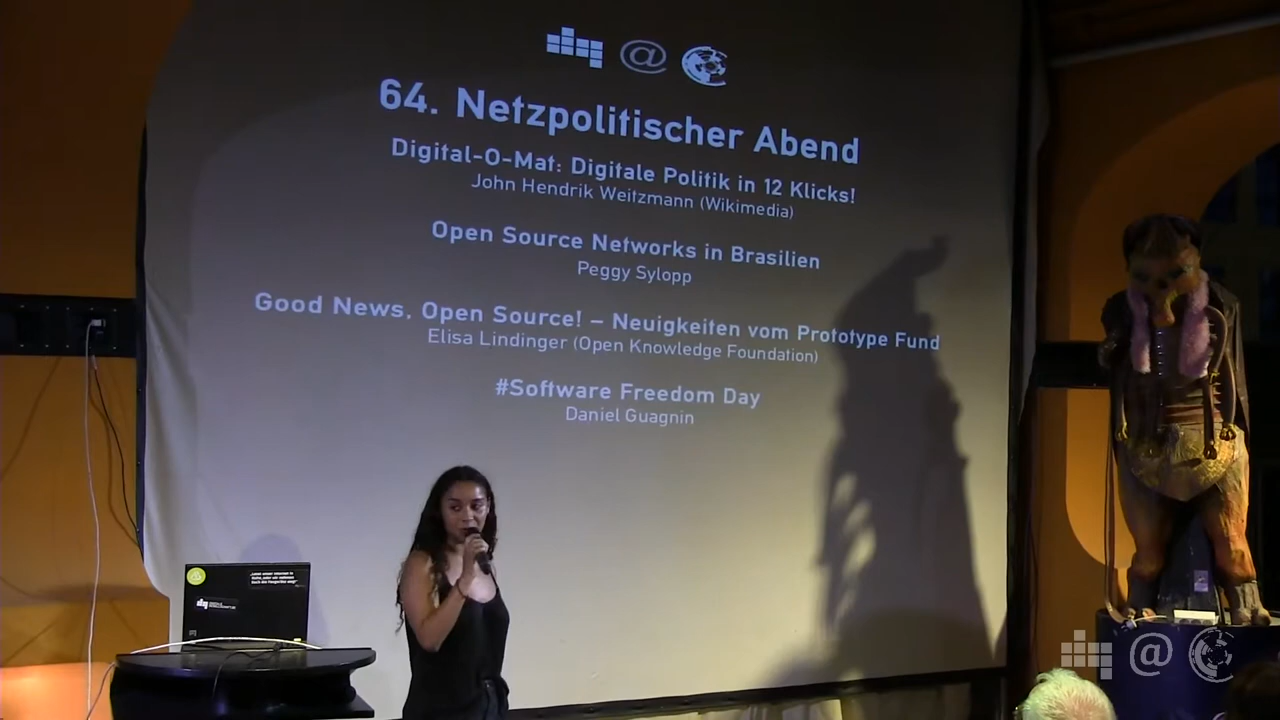 @
64. Netzpolitischer Abend
Digital-O-Mat: Digitale Politik in 12 Klicks!
John Hendrik Weitzmann (Wikimedia)
Open Source Networks in Brasilien
Peggy Sylopp
Good News, Open Source! – Neuigkeiten vom Prototype Fund
Elisa Lindinger (Open Knowledge Foundation)
#Software Freedom Day
Daniel Guagnin
@